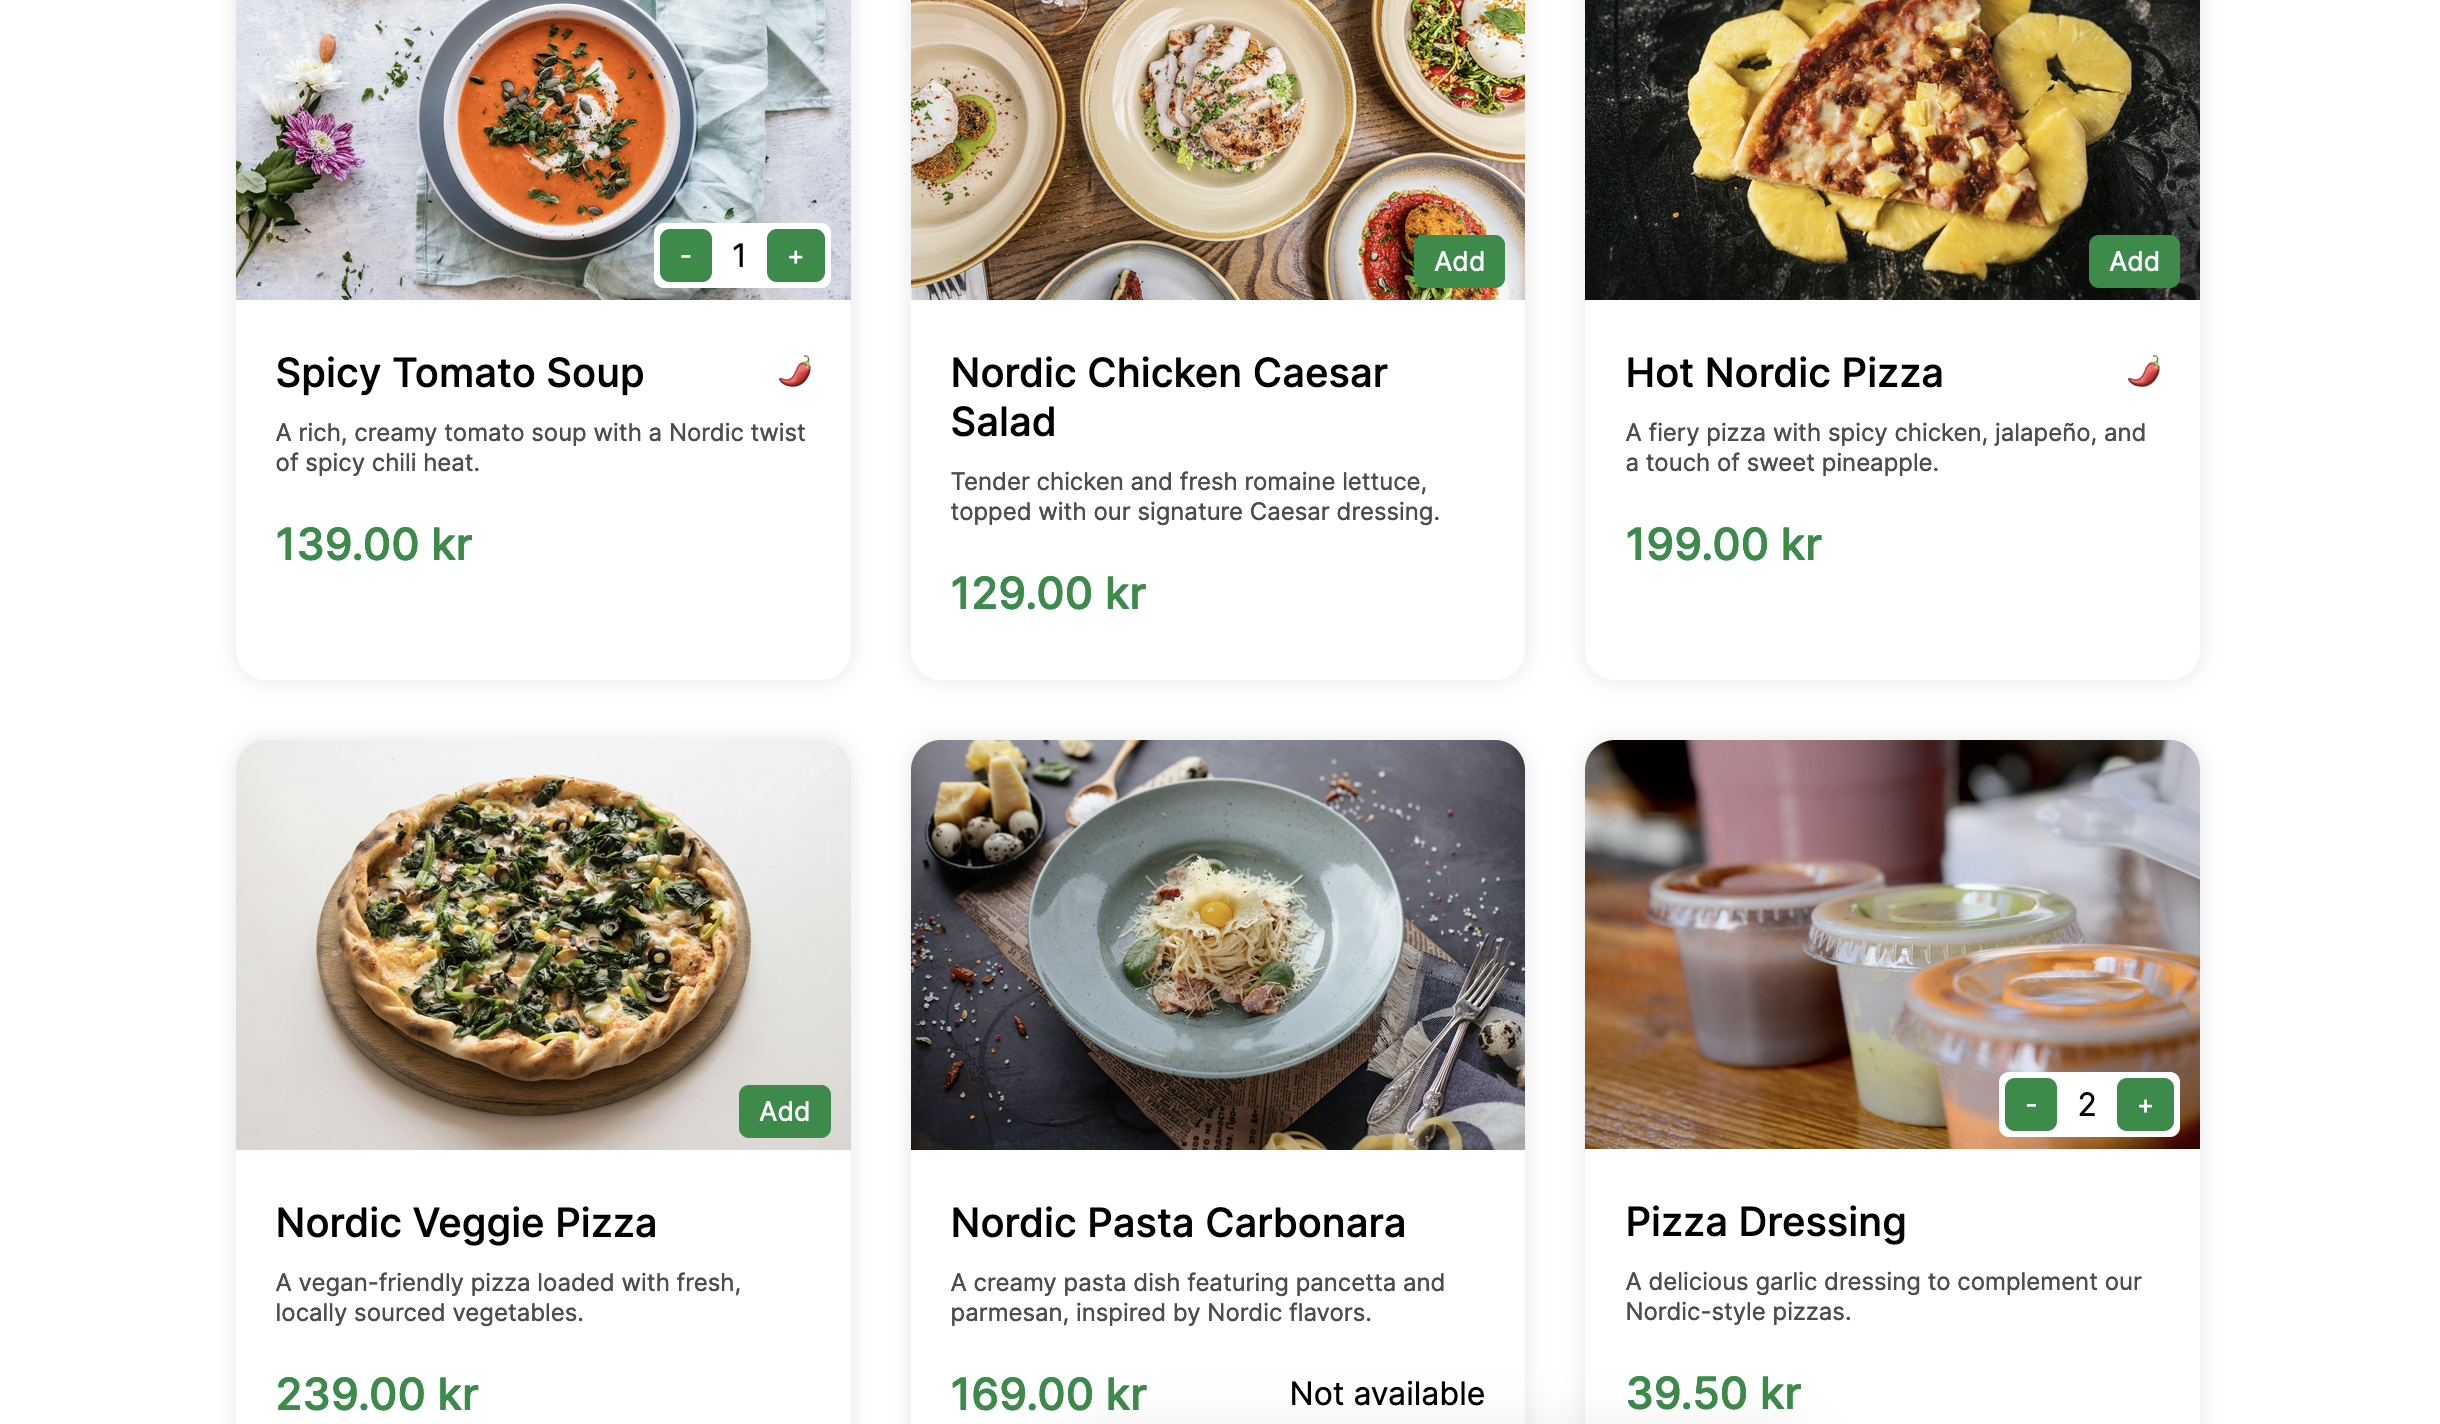 - 1 +
Add
Add
Spicy Tomato Soup
A rich, creamy tomato soup with a Nordic twist
of spicy chili heat.
139.00 kr
Nordic Chicken Caesar
Salad
Tender chicken and fresh romaine lettuce,
topped with our signature Caesar dressing.
129.00 kr
Hot Nordic Pizza
A fiery pizza with spicy chicken, jalapeño, and
a touch of sweet pineapple.
199.00 kr
Add
- 2 +
Nordic Veggie Pizza
A vegan-friendly pizza loaded with fresh,
locally sourced vegetables.
239.00 kr
Nordic Pasta Carbonara
A creamy pasta dish featuring pancetta and
parmesan, inspired by Nordic flavors.
169.00 kr
Not available
Pizza Dressing
A delicious garlic dressing to complement our
Nordic-style pizzas.
39.50 kr